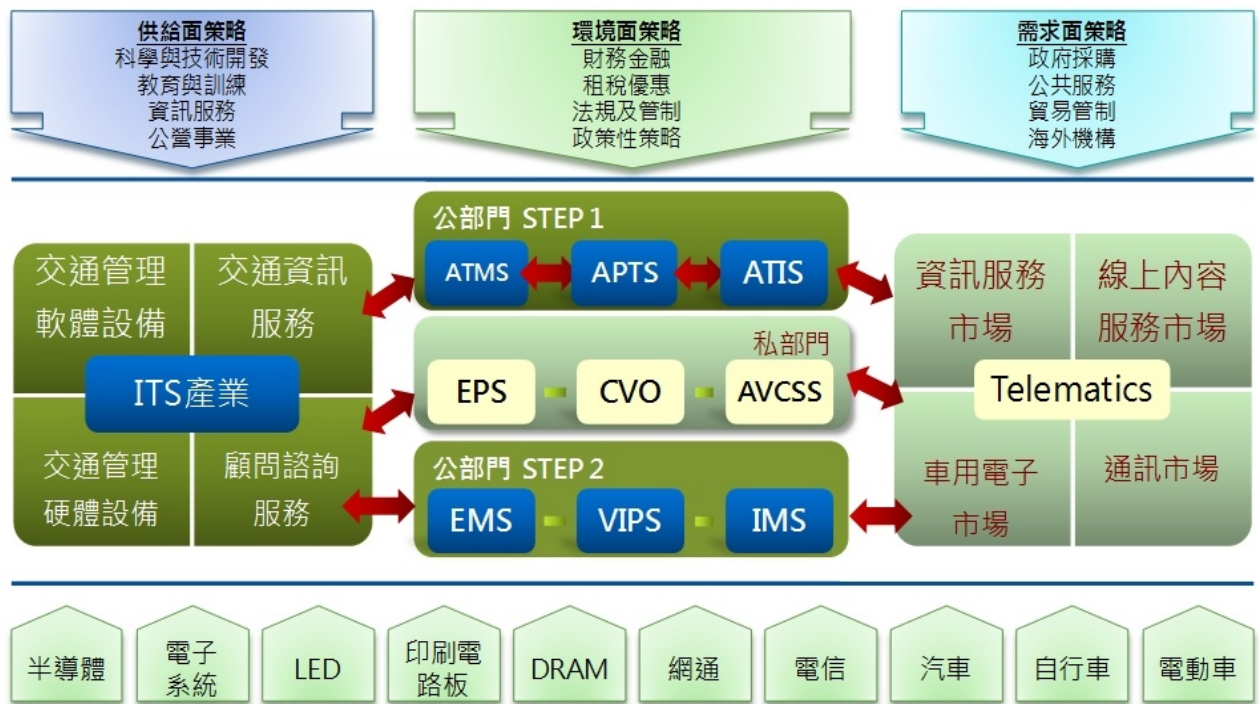 供給面策略
科學與技術開發
教育與訓練
資訊服務
公營事業
環境面策略
財務金融
租稅優惠
法規及管制
政策性策略
需求面策略
政府採購
公共服務
貿易管制
海外機構
交通管理
軟體設備
交通資訊
服務
ITS產業
交通管理
硬體設備
顧問諮詢
服務
公部門 STEP 1
ATMS
APTS
ATIS
私部門
EPS
CVO
AVCSS
公部門 STEP 2
EMS
VIPS
IMS
資訊服務
市場
線上內容
服務市場
Telematics
車用電子
市場
通訊市場
半導體
電子
系統
LED
印刷電
路板
DRAM
網通
電信
汽車
自行車
電動車